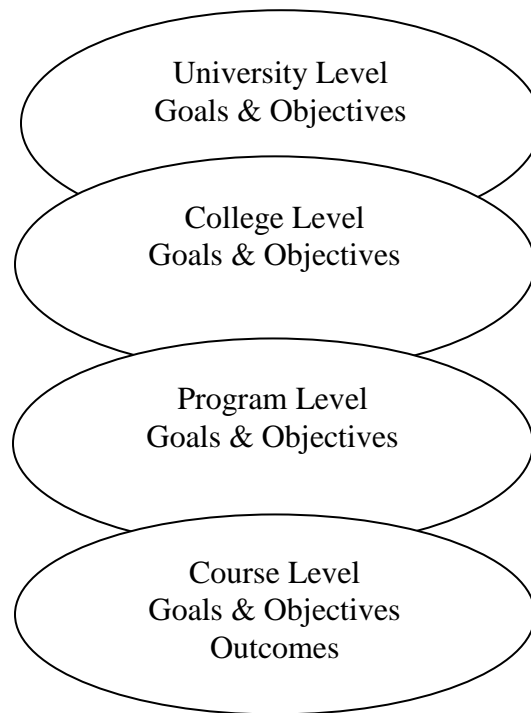 University Level
Goals & Objectives
College Level
Goals & Objectives
Program Level
Goals & Objectives
Course Level
Goals & Objectives
Outcomes